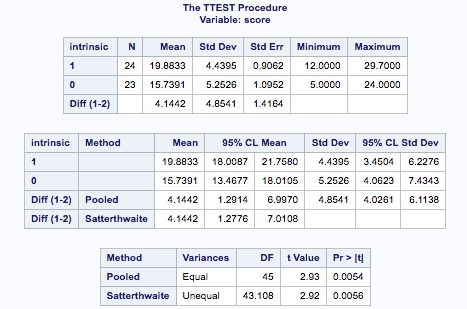 The TTEST Procedure
Variable: score
intrinsic N Mean Std Dev Std Err Minimum Maximum
1 24 19.8833 4.4395 0.9062 12.0000 29.7000
0 23 15.7391 5.2526 1.0952 5.0000 24.0000
Diff (1-2) 4.1442 4.8541 1.4164
intrinsic Method Mean 95% CL Mean Std Dev 95% CL Std Dev
1 19.8833 18.0087 21.7580 4.4395 3.4504 6.2276
0 15.7391 13.4677 18.0105 5.2526 4.0623 7.4343
Diff (1-2) Pooled 4.1442 1.2914 6.9970 4.8541 4.0261 6.1138
Diff (1-2) Satterthwaite 4.1442 1.2776 7.0108
Method Variances DF t Value Pr > |t|
Pooled Equal 45 2.93 0.0054
Satterthwaite Unequal 43.108 2.92 0.0056